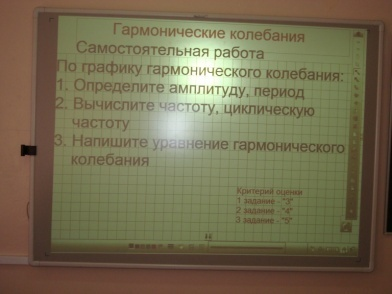 Гармонические колебания
Самостоятельная работа
По графику гармонического колебания:
1. Определите амплитуду, период
2. Вычислите частоту, циклическую
частоту
3. Напишите уравнение гармонического
колебания
Критерий оценки
1 задание - "3"
2 задание - "4"
3 задание - "5"